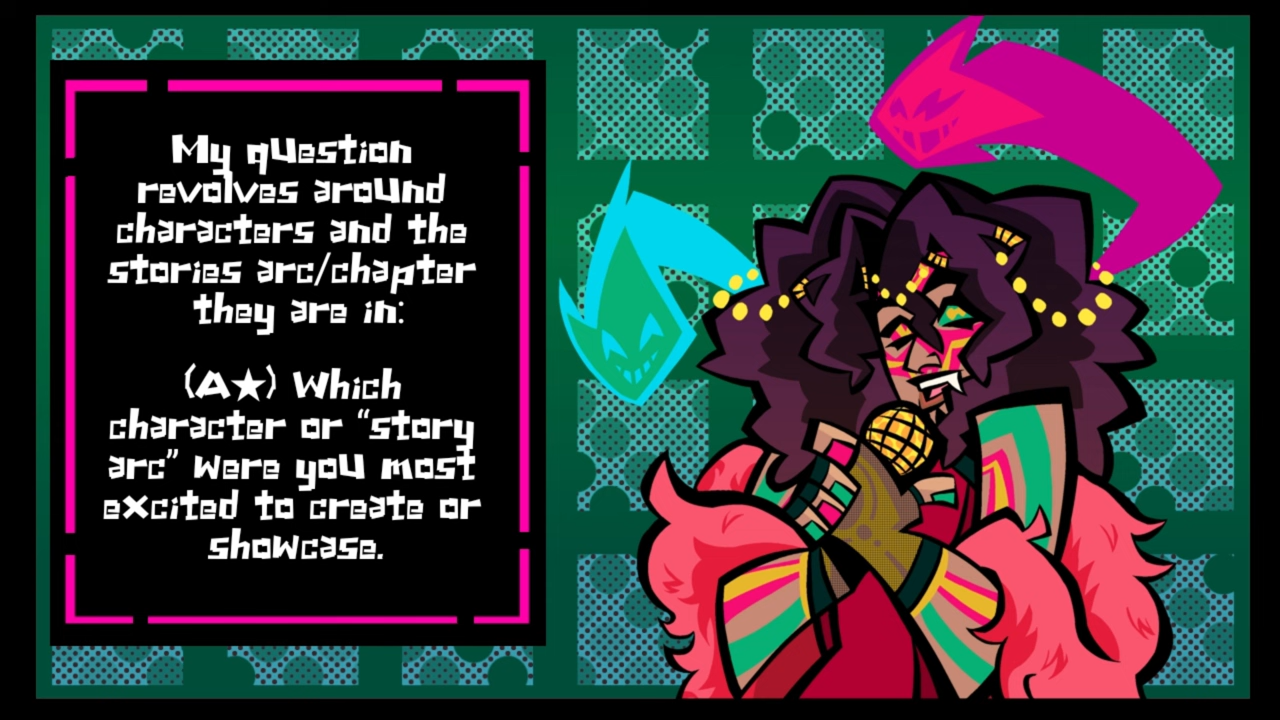 My question
revolves around
characters and the
stories arc/chapter
they are in:
(A★) Which
character or “story
arc” were you most
excited to create or
showcase.